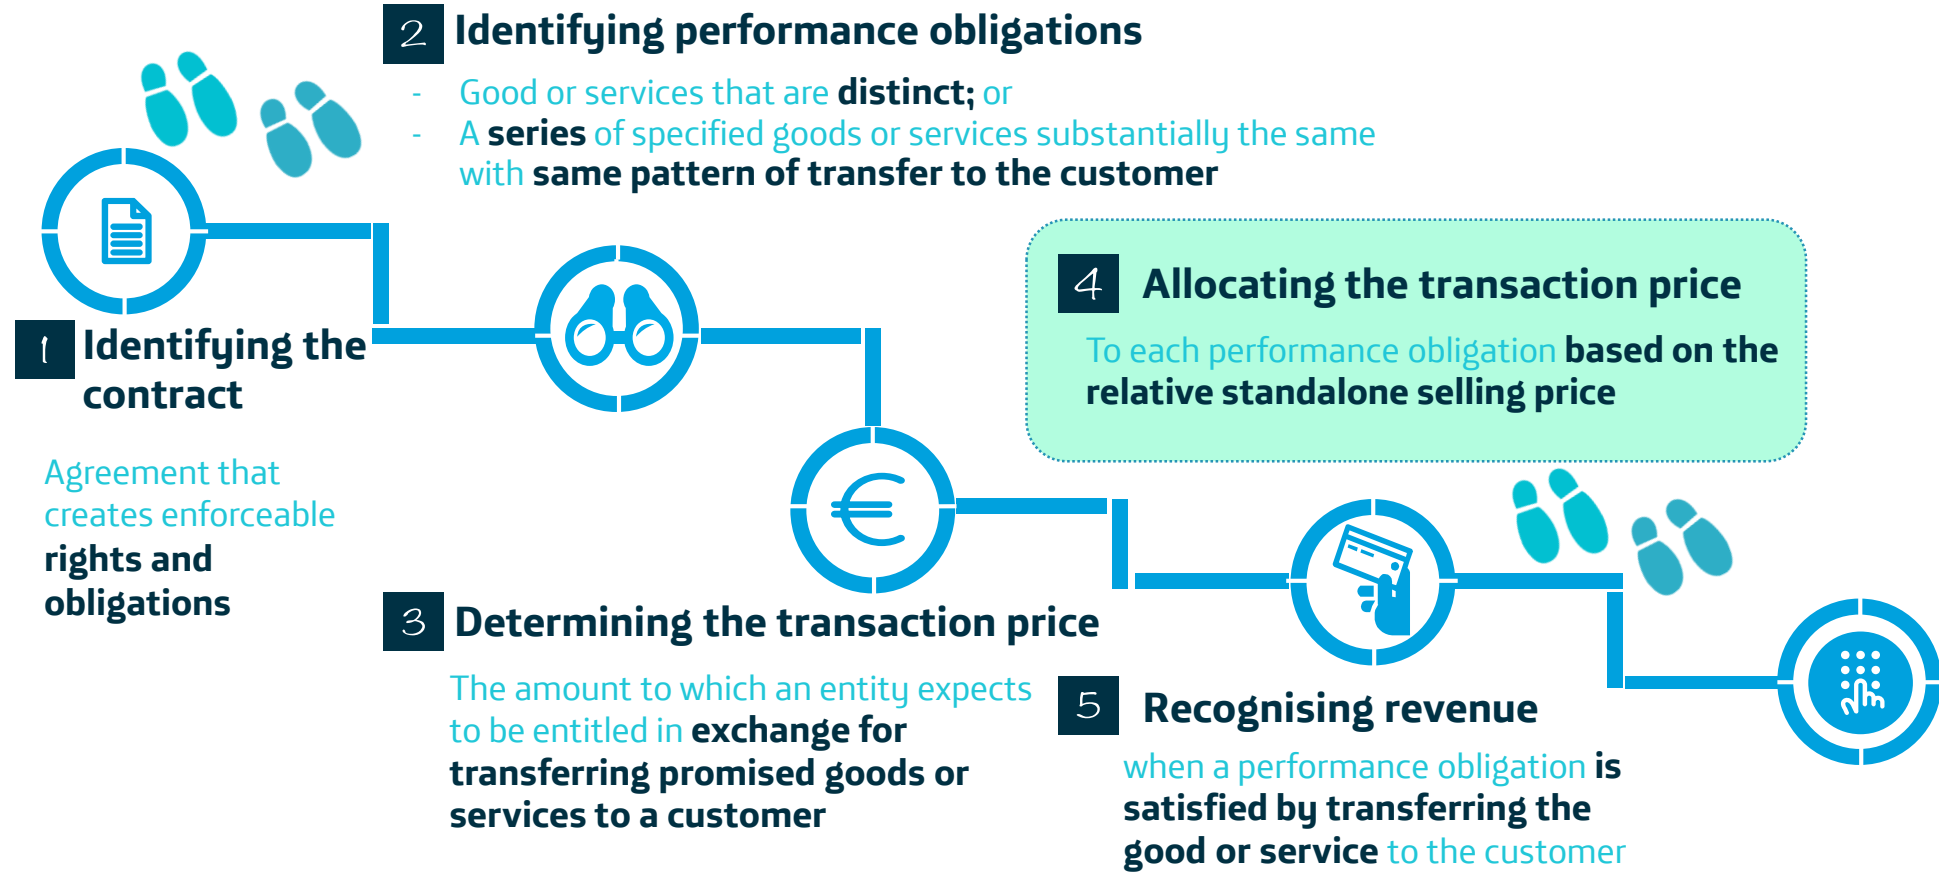 1 Identifying the
contract
Agreement that
creates enforceable
rights and
obligations
2 Identifying performance obligations
- Good or services that are distinct; or
- A series of specified goods or services substantially the same
with same pattern of transfer to the customer
3 Determining the transaction price
The amount to which an entity expects
to be entitled in exchange for
transferring promised goods or
services to a customer
4 Allocating the transaction price
To each performance obligation based on the
relative standalone selling price
5 Recognising revenue
when a performance obligation is
satisfied by transferring the
good or service to the customer